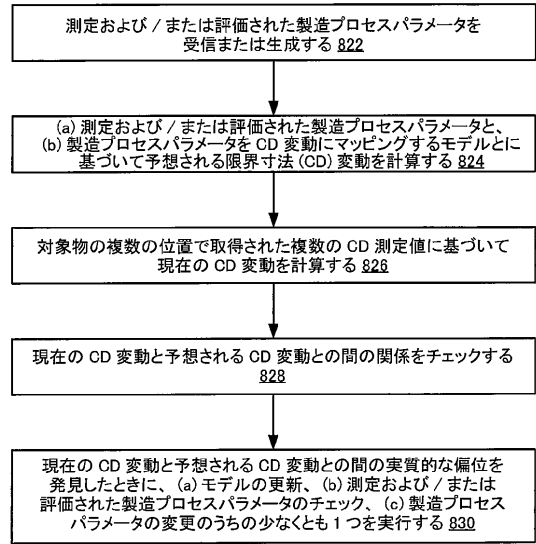 測定および / または評価された製造プロセスパラメータを
受信または生成する 822
(a) 測定および / または評価された製造プロセスパラメータと、
(b) 製造プロセスパラメータを CD 変動にマッピングするモデルとに
基づいて予想される限界寸法 (CD) 変動を計算する 824
対象物の複数の位置で取得された複数の CD 測定値に基づいて
現在の CD 変動を計算する 826
現在の CD 変動と予想される CD 変動との間の関係をチェックする
828
現在の CD 変動と予想される CD 変動との間の実質的な偏位を
発見したときに、(a) モデルの更新、(b) 測定および / または
評価された製造プロセスパラメータのチェック、(c) 製造プロセス
パラメータの変更のうちの少なくとも 1 つを実行する 830